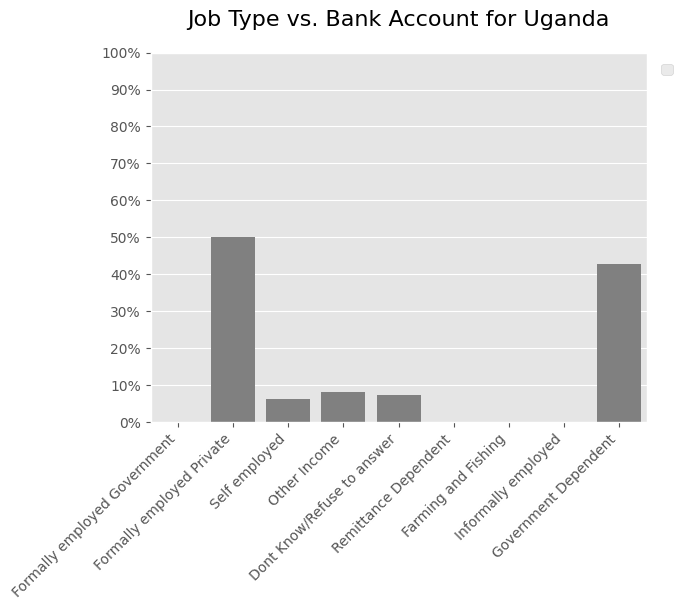 Job Type vs. Bank Account for Uganda
100%
90%
80%
70%
60%
50%
40%
30%
20%
10%
0%
Formally employed Government
Formally employed Private
Self employed
Other Income
Dont Know/Refuse to answer
Remittance Dependent
Farming and Fishing
Informally employed
Government Dependent